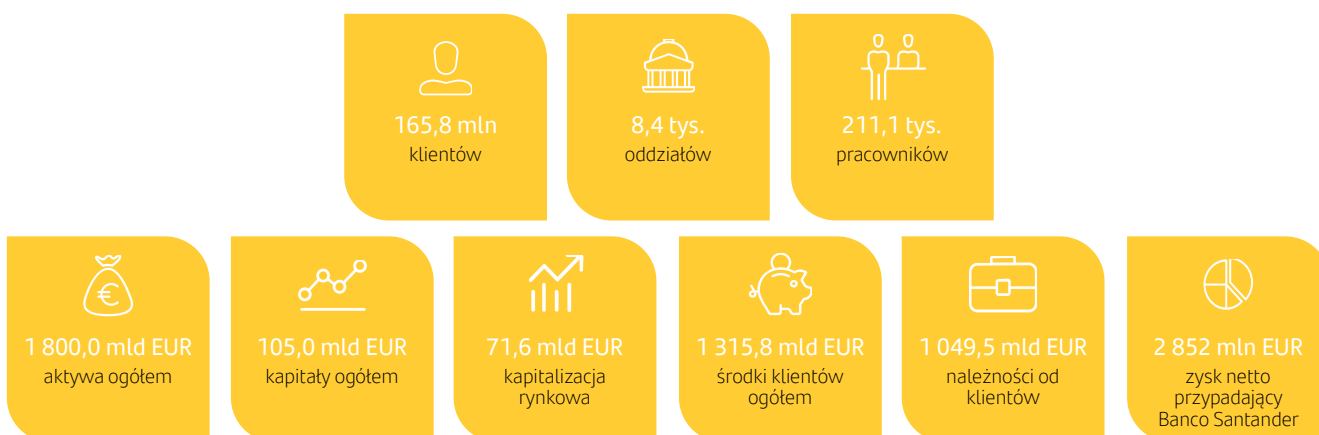 165,8 mln
klientów
8,4 tys.
oddziałów
211,1 tys.
pracowników
€
1 800,0 mld EUR
aktywa ogółem
105,0 mld EUR
kapitały ogółem
71,6 mld EUR
kapitalizacja
rynkowa
1 315,8 mld EUR
środki klientów
ogółem
1 049,5 mld EUR
należności od
klientów
2 852 mln EUR
zysk netto
przypadający
Banco Santander